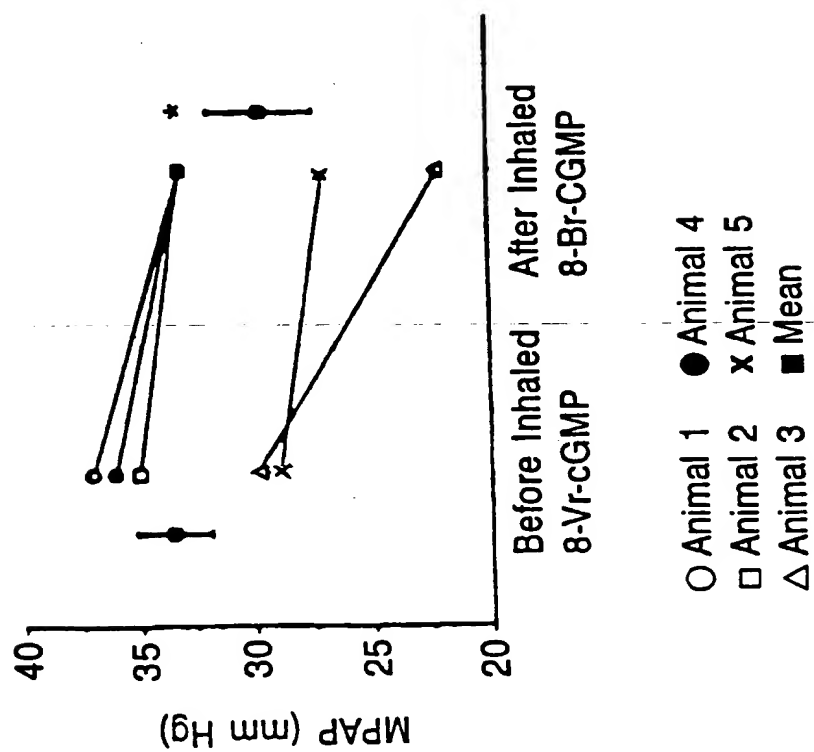 MPAP (mm Hg)
40
35
30
25
20
Before Inhaled
8-Vr-cGMP
After Inhaled
8-Br-CGMP
*
Animal 1
Animal 2
Animal 3
Animal 4
Animal 5
Mean